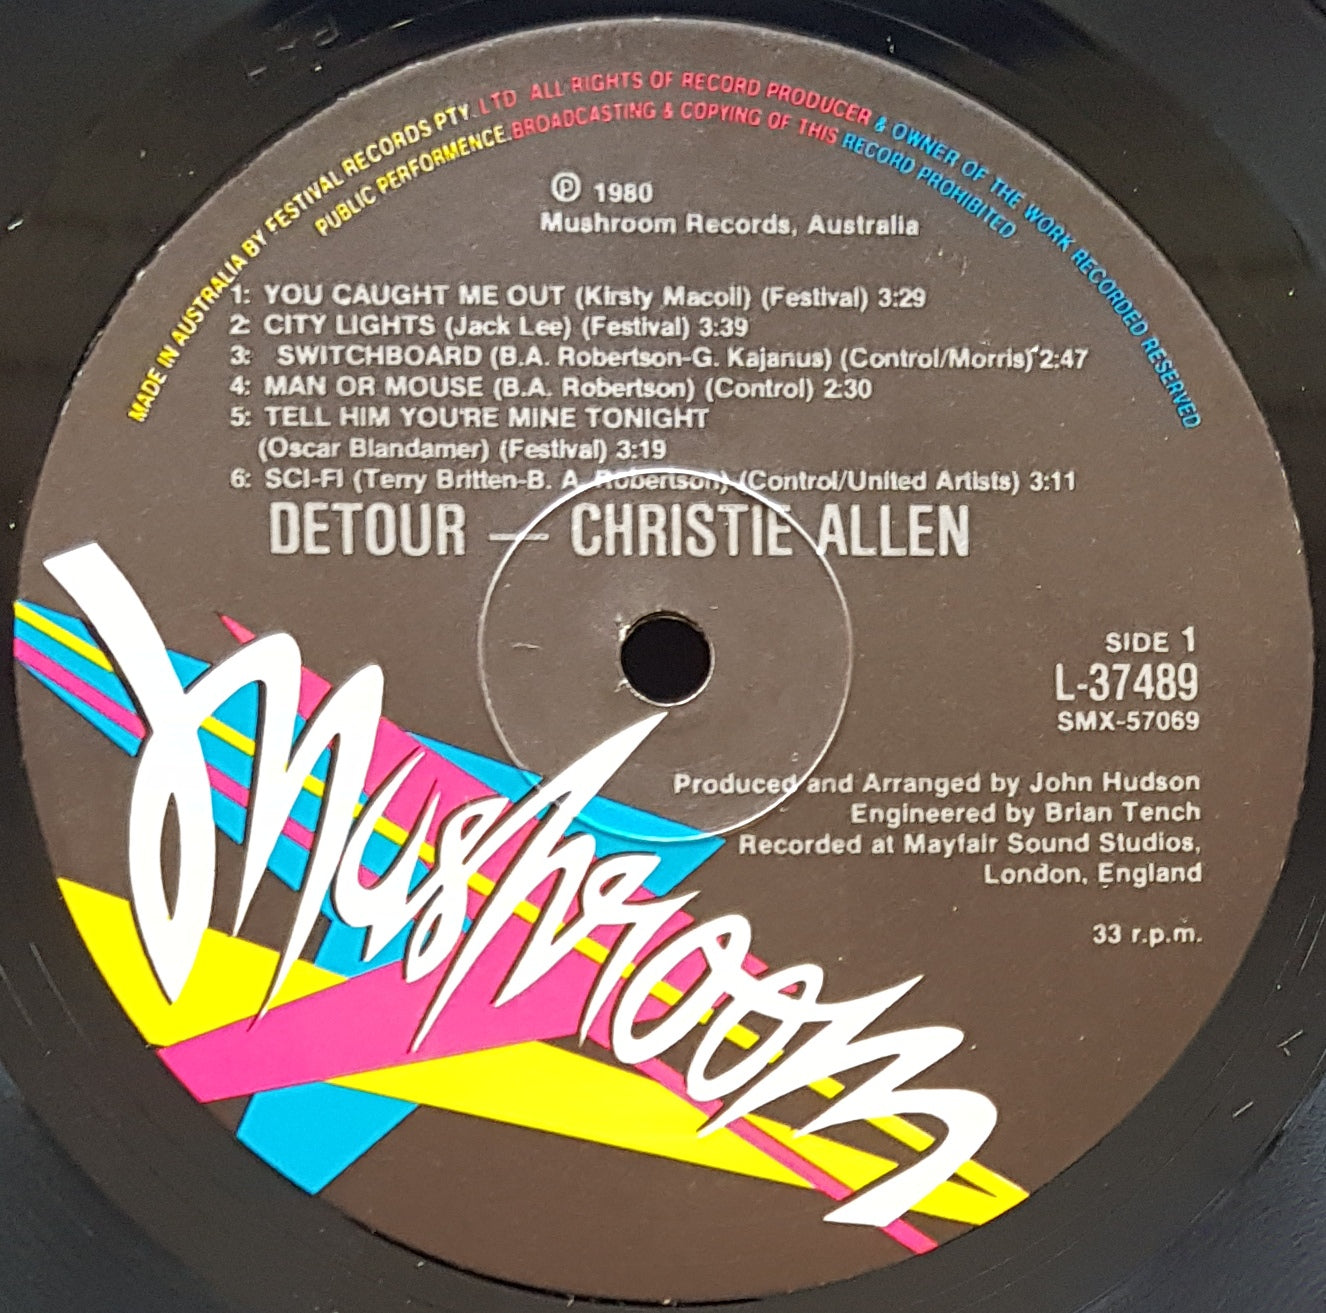 MADE IN AUSTRALIA BY FESTIVAL RECORDS PTY. LTD ALL RIGHTS OF RECORD PRODUCER & OWNER OF THE WORK RECORDED RESERVED
PUBLIC PERFORMENCE. BROADCASTING & COPYING OF THIS RECORD PROHIBITED
℗ 1980
Mushroom Records, Australia
1: YOU CAUGHT ME OUT (Kirsty Macoll) (Festival) 3:29
2: CITY LIGHTS (Jack Lee) (Festival) 3:39
3: SWITCHBOARD (B.A. Robertson-G. Kajanus) (Control/Morris) 2:47
4: MAN OR MOUSE (B.A. Robertson) (Control) 2:30
5: TELL HIM YOU'RE MINE TONIGHT
(Oscar Blandamer) (Festival) 3:19
6: SCI-FI (Terry Britten-B. A. Robertson) (Control/United Artists) 3:11
DETOUR — CHRISTIE ALLEN
SIDE 1
L-37489
SMX-57069
Produced and Arranged by John Hudson
Engineered by Brian Tench
Recorded at Mayfair Sound Studios,
London, England
33 r.p.m.
Mushroom